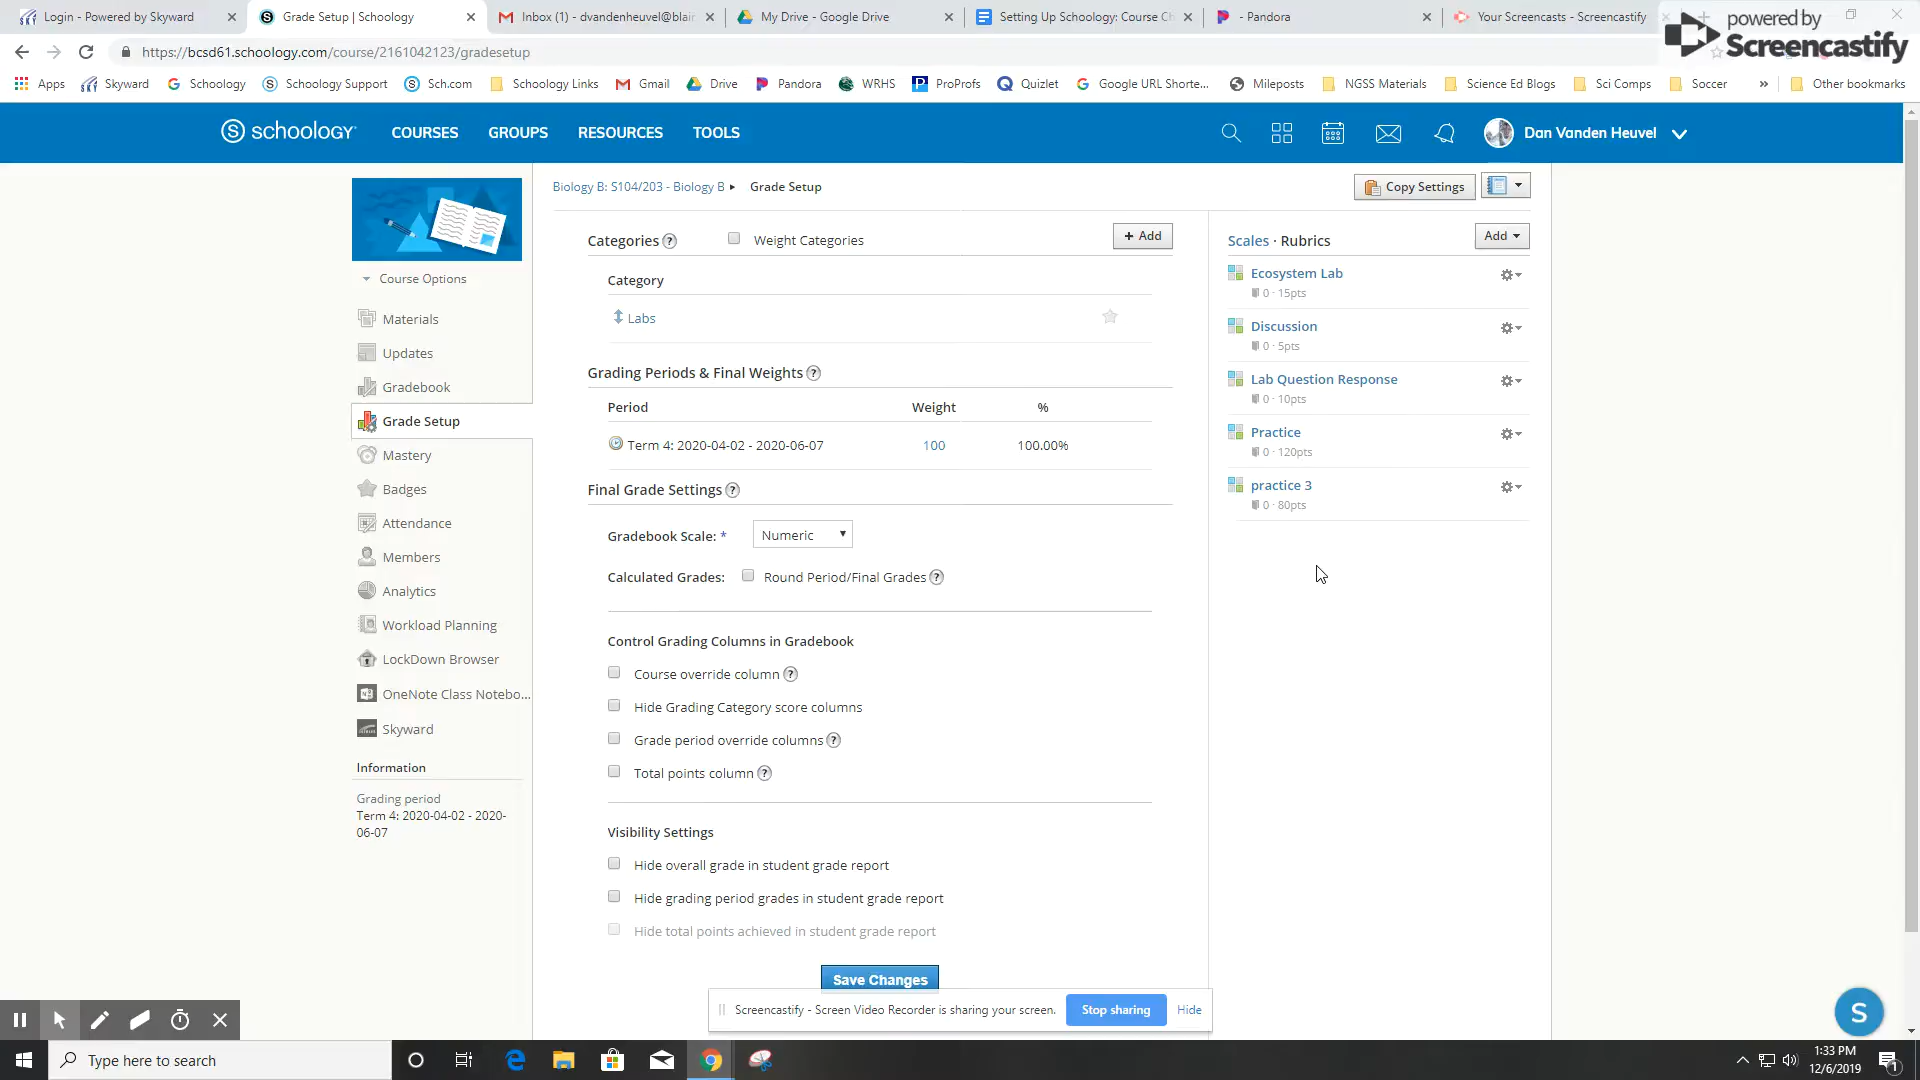 Login - Powered by Skyward
Grade Setup | Schoology
Inbox (1) - dvandenheuvel@blair
My Drive - Google Drive
Setting Up Schoology: Course Ch
- Pandora
Your Screencasts - Screencastify
powered by
Screencastify
https://bcsd61.schoology.com/course/2161042123/gradesetup
Apps
Skyward
Schoology
Schoology Support
Sch.com
Schoology Links
Gmail
Drive
Pandora
WRHS
ProProfs
Quizlet
Google URL Shorte...
Mileposts
NGSS Materials
Science Ed Blogs
Sci Comps
Soccer
»
Other bookmarks
S schoology
COURSES
GROUPS
RESOURCES
TOOLS
Dan Vanden Heuvel
Biology B: S104/203 - Biology B ▸ Grade Setup
Copy Settings
Course Options
Materials
Updates
Gradebook
Grade Setup
Mastery
Badges
Attendance
Members
Analytics
Workload Planning
LockDown Browser
OneNote Class Notebo...
Skyward
Information
Grading period
Term 4: 2020-04-02 - 2020-
06-07
Categories ?
Weight Categories
+ Add
Category
Labs
Grading Periods & Final Weights ?
Period Weight %
Term 4: 2020-04-02 - 2020-06-07 100 100.00%
Final Grade Settings ?
Gradebook Scale: * Numeric
Calculated Grades: Round Period/Final Grades ?
Control Grading Columns in Gradebook
Course override column ?
Hide Grading Category score columns
Grade period override columns ?
Total points column ?
Visibility Settings
Hide overall grade in student grade report
Hide grading period grades in student grade report
Hide total points achieved in student grade report
Save Changes
Scales · Rubrics
Add
Ecosystem Lab
0 · 15pts
Discussion
0 · 5pts
Lab Question Response
0 · 10pts
Practice
0 · 120pts
practice 3
0 · 80pts
Screencastify - Screen Video Recorder is sharing your screen.
Stop sharing
Hide
S
Type here to search
1:33 PM
12/6/2019
1